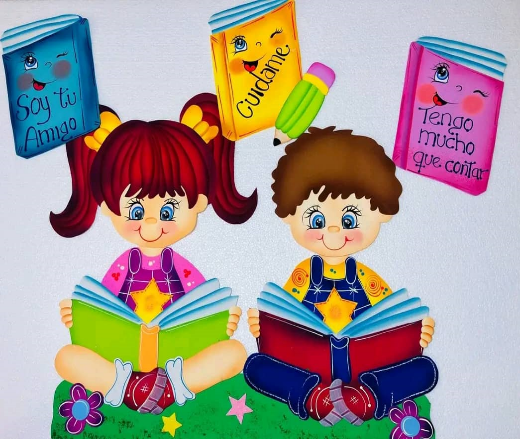 Soy tu
Amigo
Cuidame
Tengo
mucho
que contar